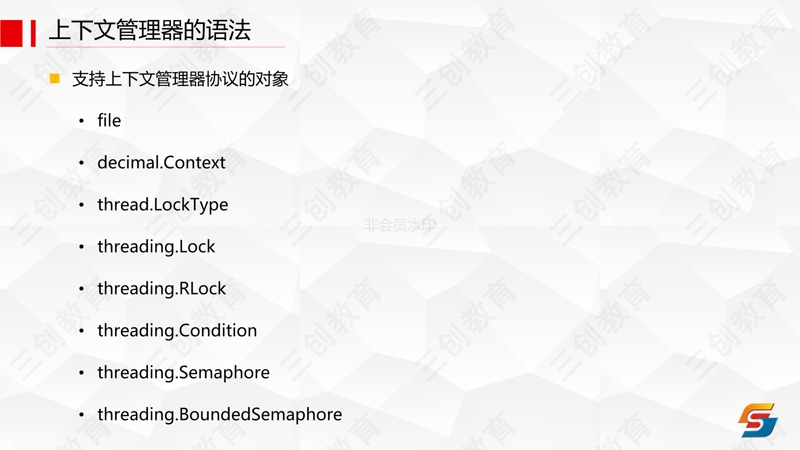 上下文管理器的语法
支持上下文管理器协议的对象
• file
• decimal.Context
• thread.LockType
• threading.Lock
非会员水印
• threading.RLock
• threading.Condition
• threading.Semaphore
• threading.BoundedSemaphore
三创教育
三创教育
三创教育
三创教育
三创教育
三创教育
三创教育
三创教育
三创教育